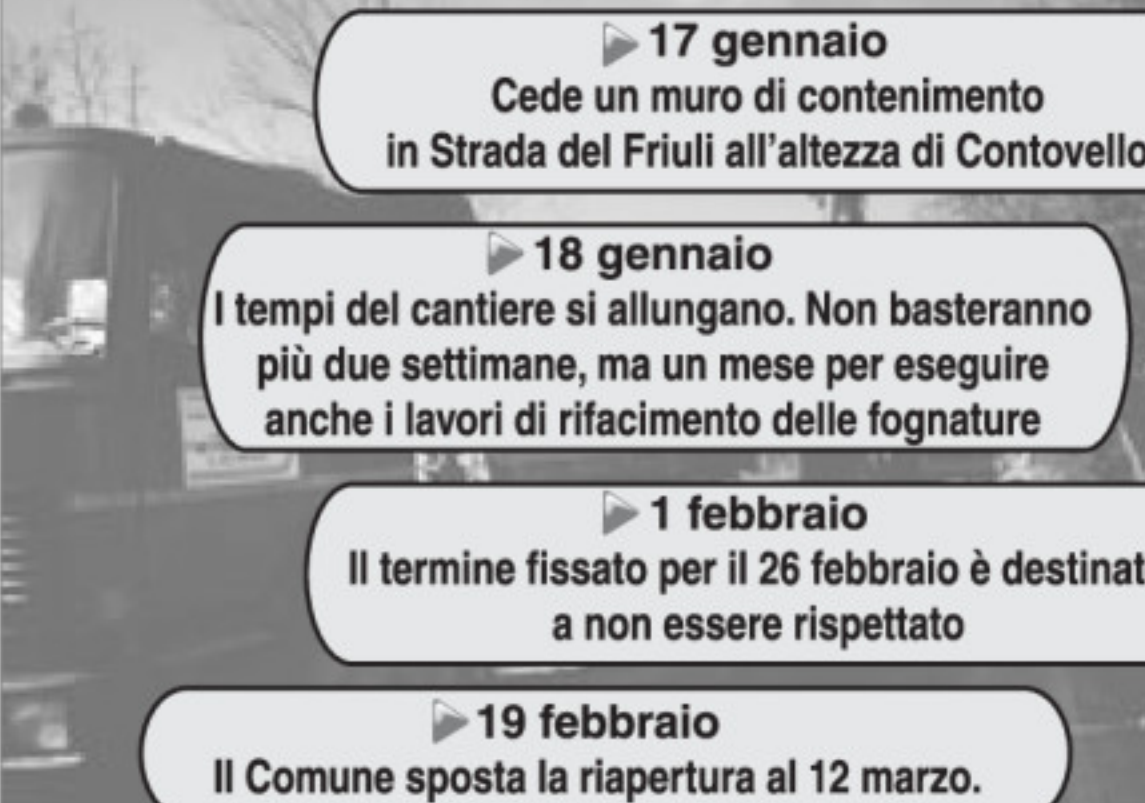 17 gennaio
Cede un muro di contenimento
in Strada del Friuli all'altezza di Contovello
18 gennaio
I tempi del cantiere si allungano. Non basteranno
più due settimane, ma un mese per eseguire
anche i lavori di rifacimento delle fognature
1 febbraio
Il termine fissato per il 26 febbraio è destinat
a non essere rispettato
19 febbraio
Il Comune sposta la riapertura al 12 marzo.